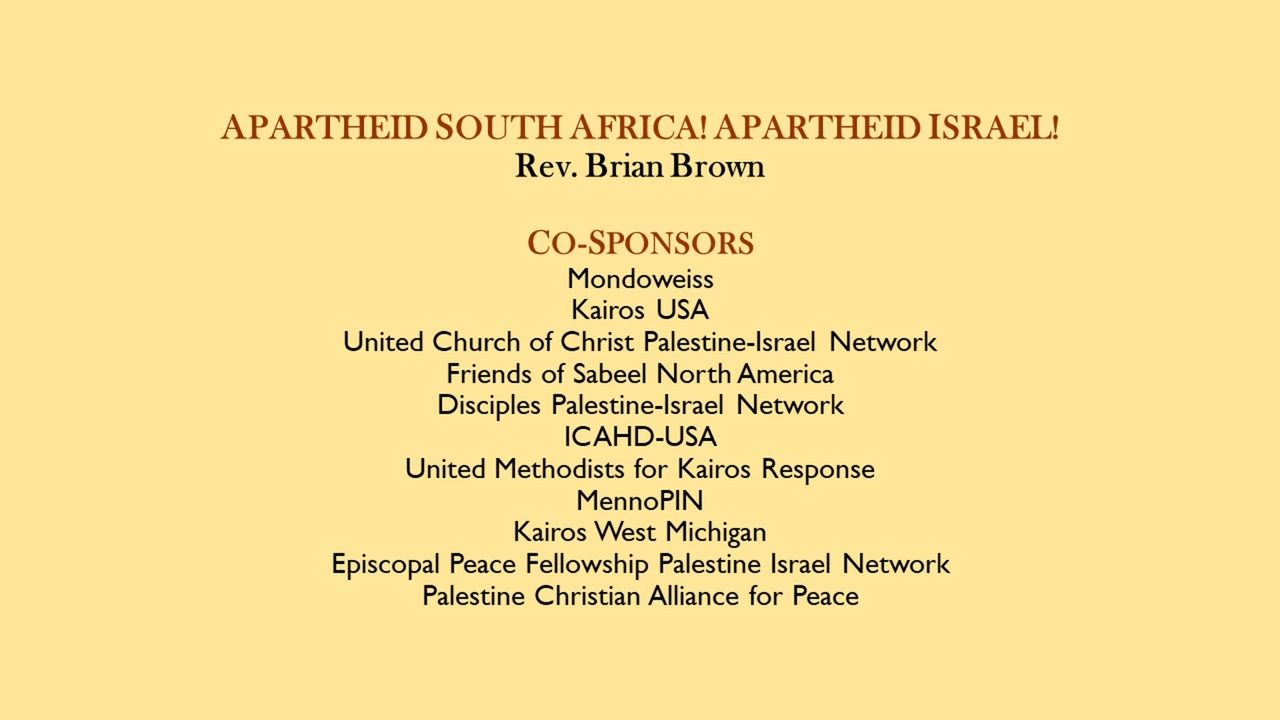 APARTHEID SOUTH AFRICA! APARTHEID ISRAEL!
Rev. Brian Brown
CO-SPONSORS
Mondoweiss
Kairos USA
United Church of Christ Palestine-Israel Network
Friends of Sabeel North America
Disciples Palestine-Israel Network
ICAHD-USA
United Methodists for Kairos Response
MennoPIN
Kairos West Michigan
Episcopal Peace Fellowship Palestine Israel Network
Palestine Christian Alliance for Peace